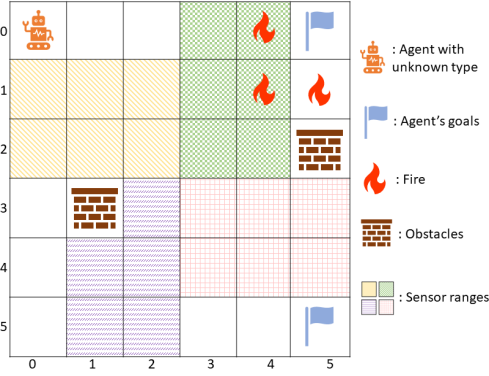 0
1
2
3
4
5
0 1 2 3 4 5
: Agent with
unknown type
: Agent's goals
: Fire
: Obstacles
: Sensor ranges